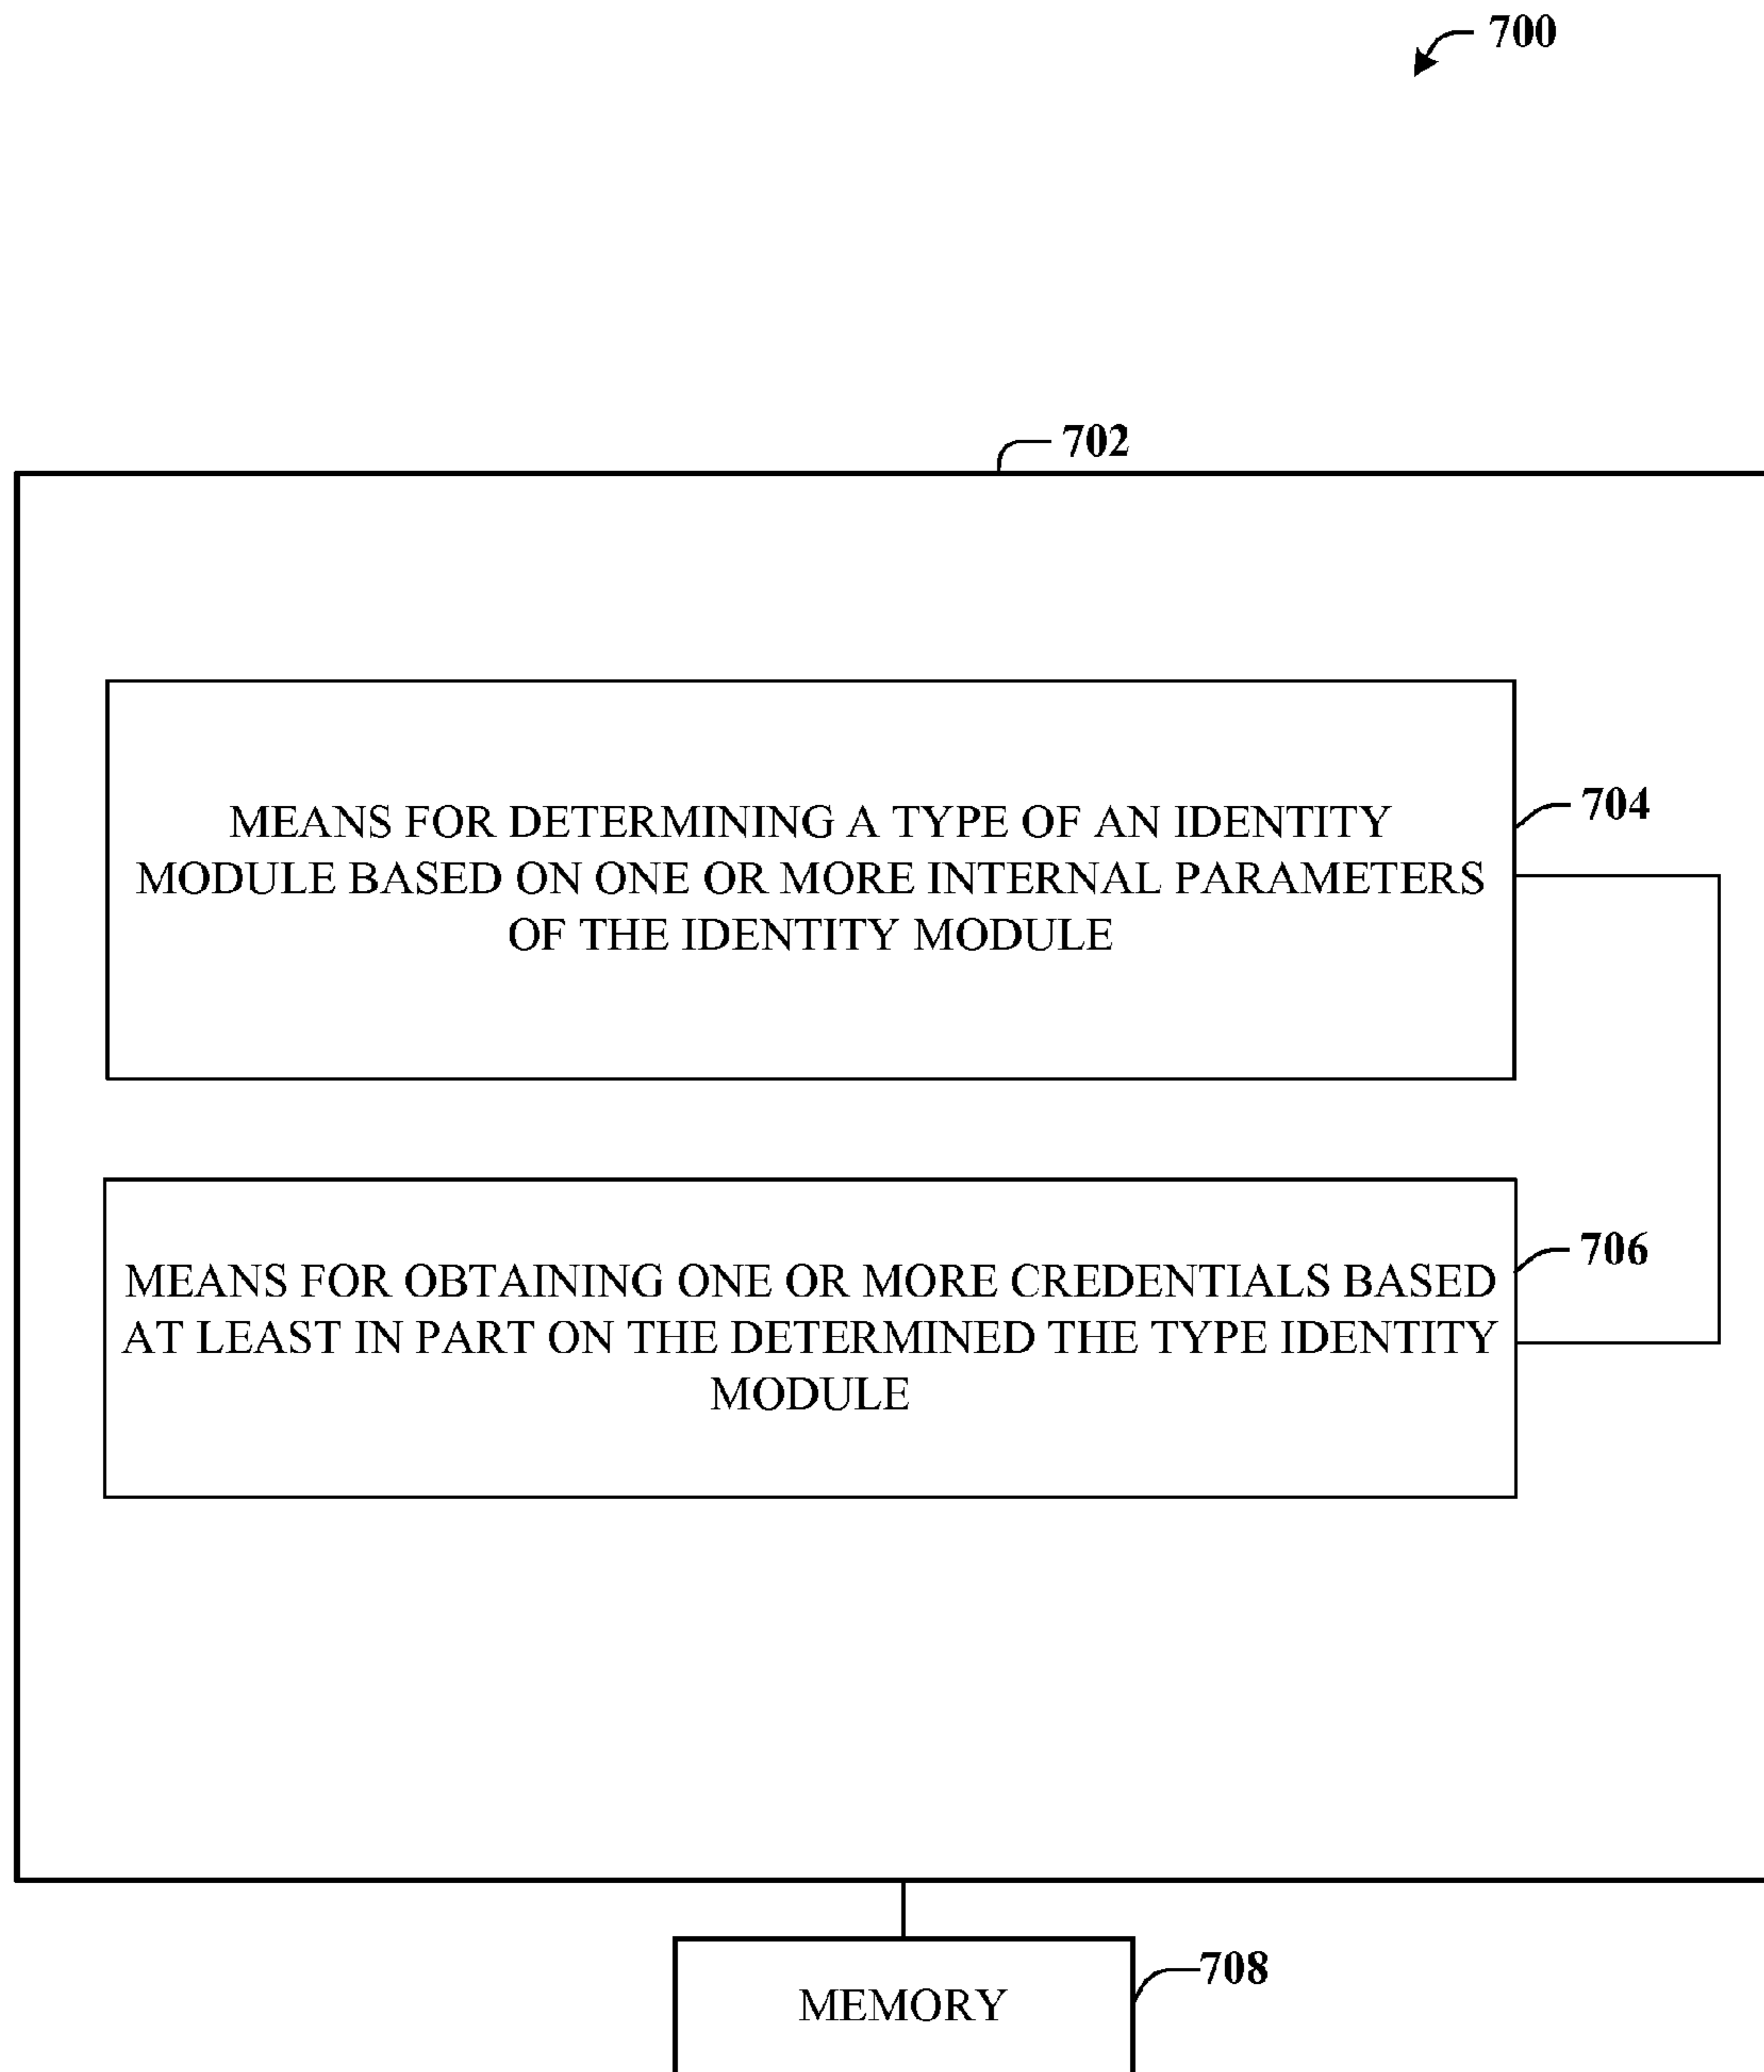 700
702
MEANS FOR DETERMINING A TYPE OF AN IDENTITY
MODULE BASED ON ONE OR MORE INTERNAL PARAMETERS
OF THE IDENTITY MODULE
704
MEANS FOR OBTAINING ONE OR MORE CREDENTIALS BASED
AT LEAST IN PART ON THE DETERMINED THE TYPE IDENTITY
MODULE
706
MEMORY
708